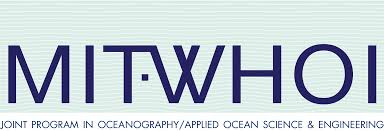 MIT·WHOI
JOINT PROGRAM IN OCEANOGRAPHY/APPLIED OCEAN SCIENCE & ENGINEERING